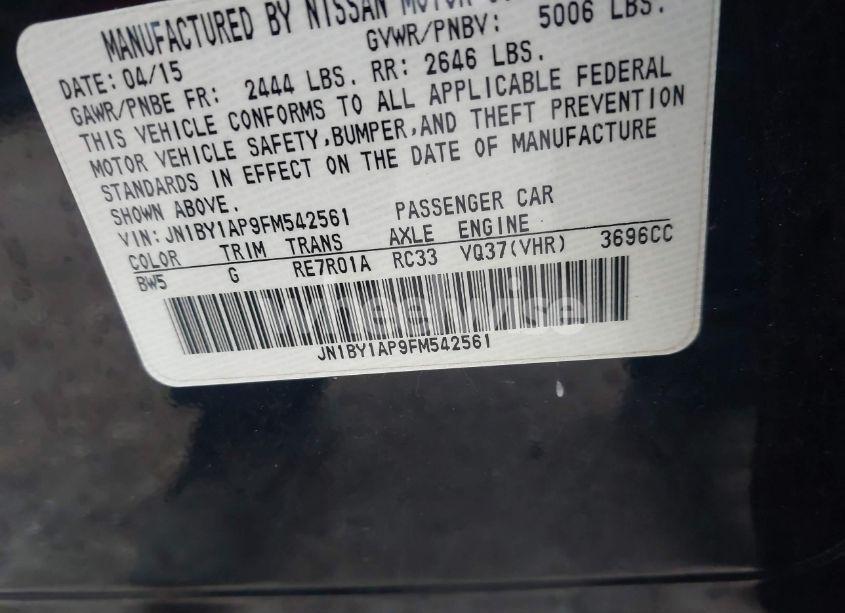 MANUFACTURED BY NISSAN MOTOR
DATE: 04/15 GVWR/PNBV: 5006 LBS.
GAWR/PNBE FR: 2444 LBS. RR: 2646 LBS.
THIS VEHICLE CONFORMS TO ALL APPLICABLE FEDERAL
MOTOR VEHICLE SAFETY,BUMPER,AND THEFT PREVENTION
STANDARDS IN EFFECT ON THE DATE OF MANUFACTURE
SHOWN ABOVE.
VIN: JN1BY1AP9FM542561 PASSENGER CAR
COLOR TRIM TRANS AXLE ENGINE
BW5 G RE7R01A RC33 VQ37(VHR) 3696CC
wheelwise
JN1BY1AP9FM542561